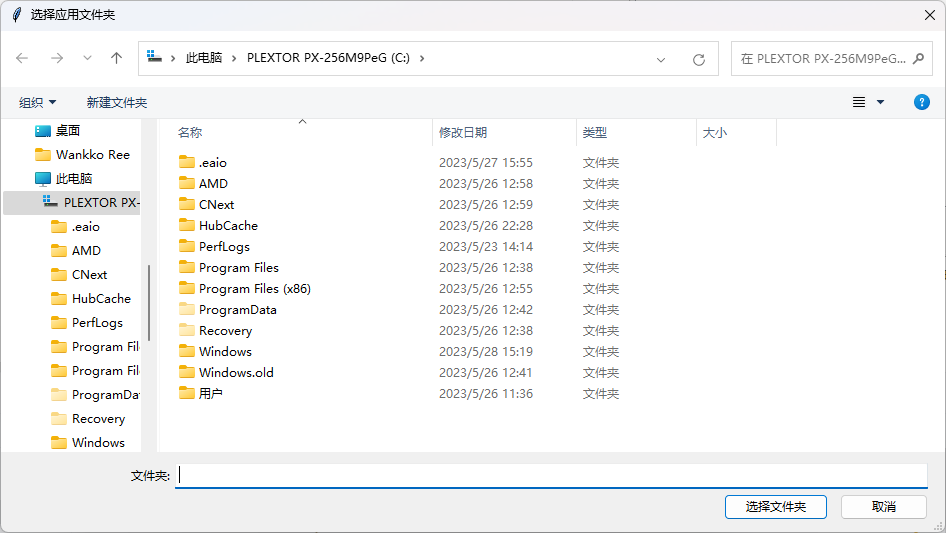 选择应用文件夹
此电脑 PLEXTOR PX-256M9PeG (C:)
在 PLEXTOR PX-256M9PeG...
组织 新建文件夹
桌面
Wankko Ree
此电脑
PLEXTOR PX-
.eaio
AMD
CNext
HubCache
PerfLogs
Program Fil
Program Fil
ProgramDat
Recovery
Windows
名称 修改日期 类型 大小
.eaio 2023/5/27 15:55 文件夹
AMD 2023/5/26 12:58 文件夹
CNext 2023/5/26 12:59 文件夹
HubCache 2023/5/26 22:28 文件夹
PerfLogs 2023/5/23 14:14 文件夹
Program Files 2023/5/26 12:38 文件夹
Program Files (x86) 2023/5/26 12:55 文件夹
ProgramData 2023/5/26 12:42 文件夹
Recovery 2023/5/26 12:38 文件夹
Windows 2023/5/28 15:19 文件夹
Windows.old 2023/5/26 12:41 文件夹
用户 2023/5/26 11:36 文件夹
文件夹:
选择文件夹 取消